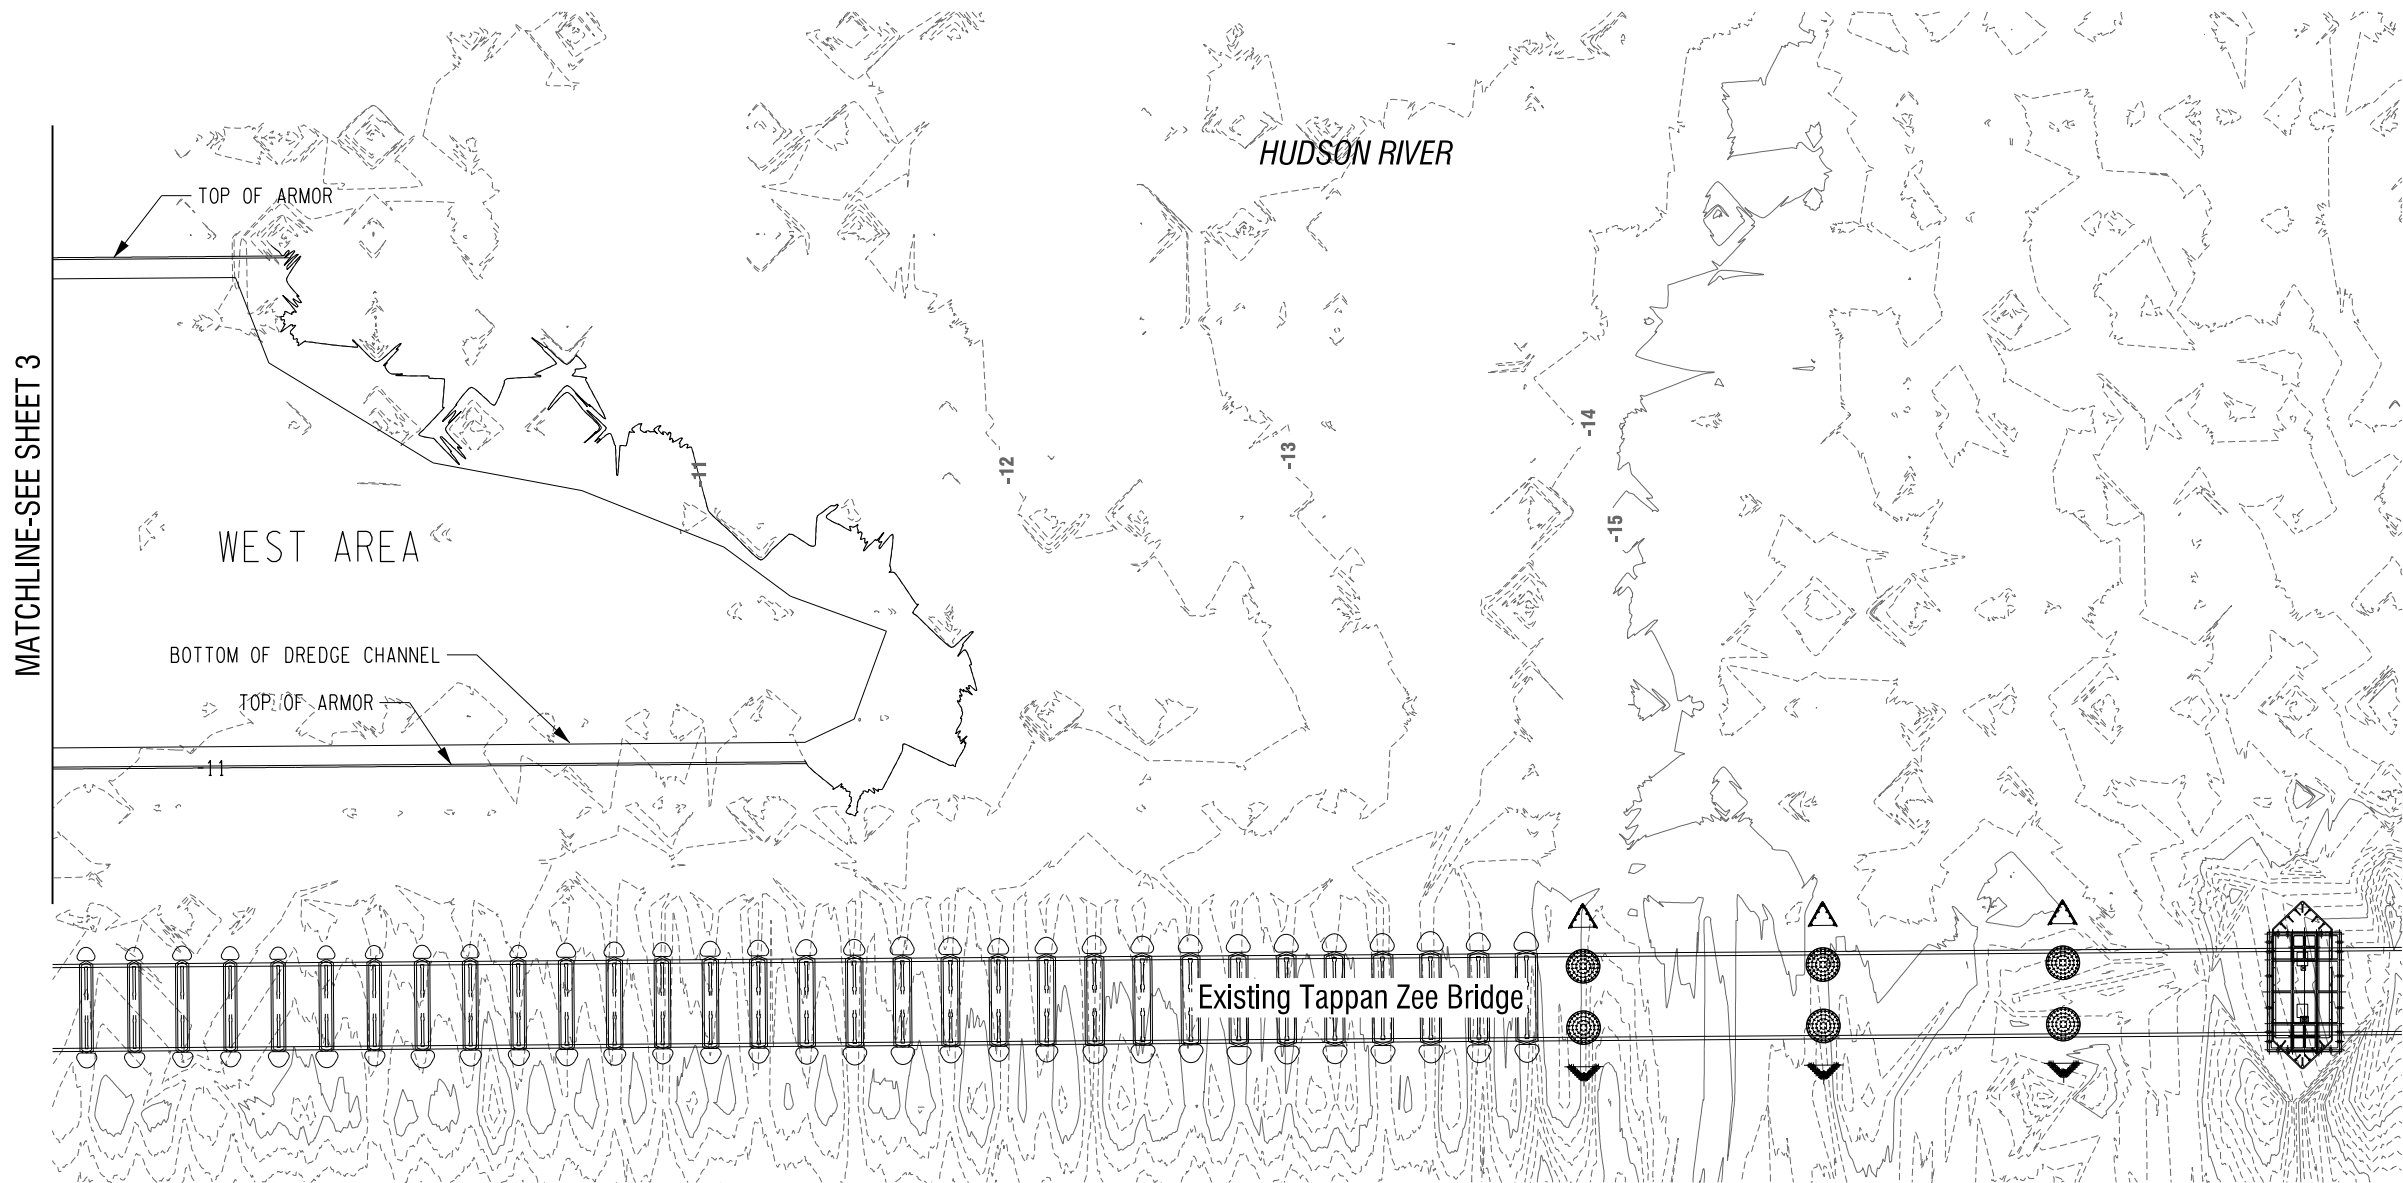 HUDSON RIVER
TOP OF ARMOR
MATCHLINE-SEE SHEET 3
-14
-13
-12
-11
-15
WEST AREA
BOTTOM OF DREDGE CHANNEL
TOP OF ARMOR
-11
Existing Tappan Zee Bridge